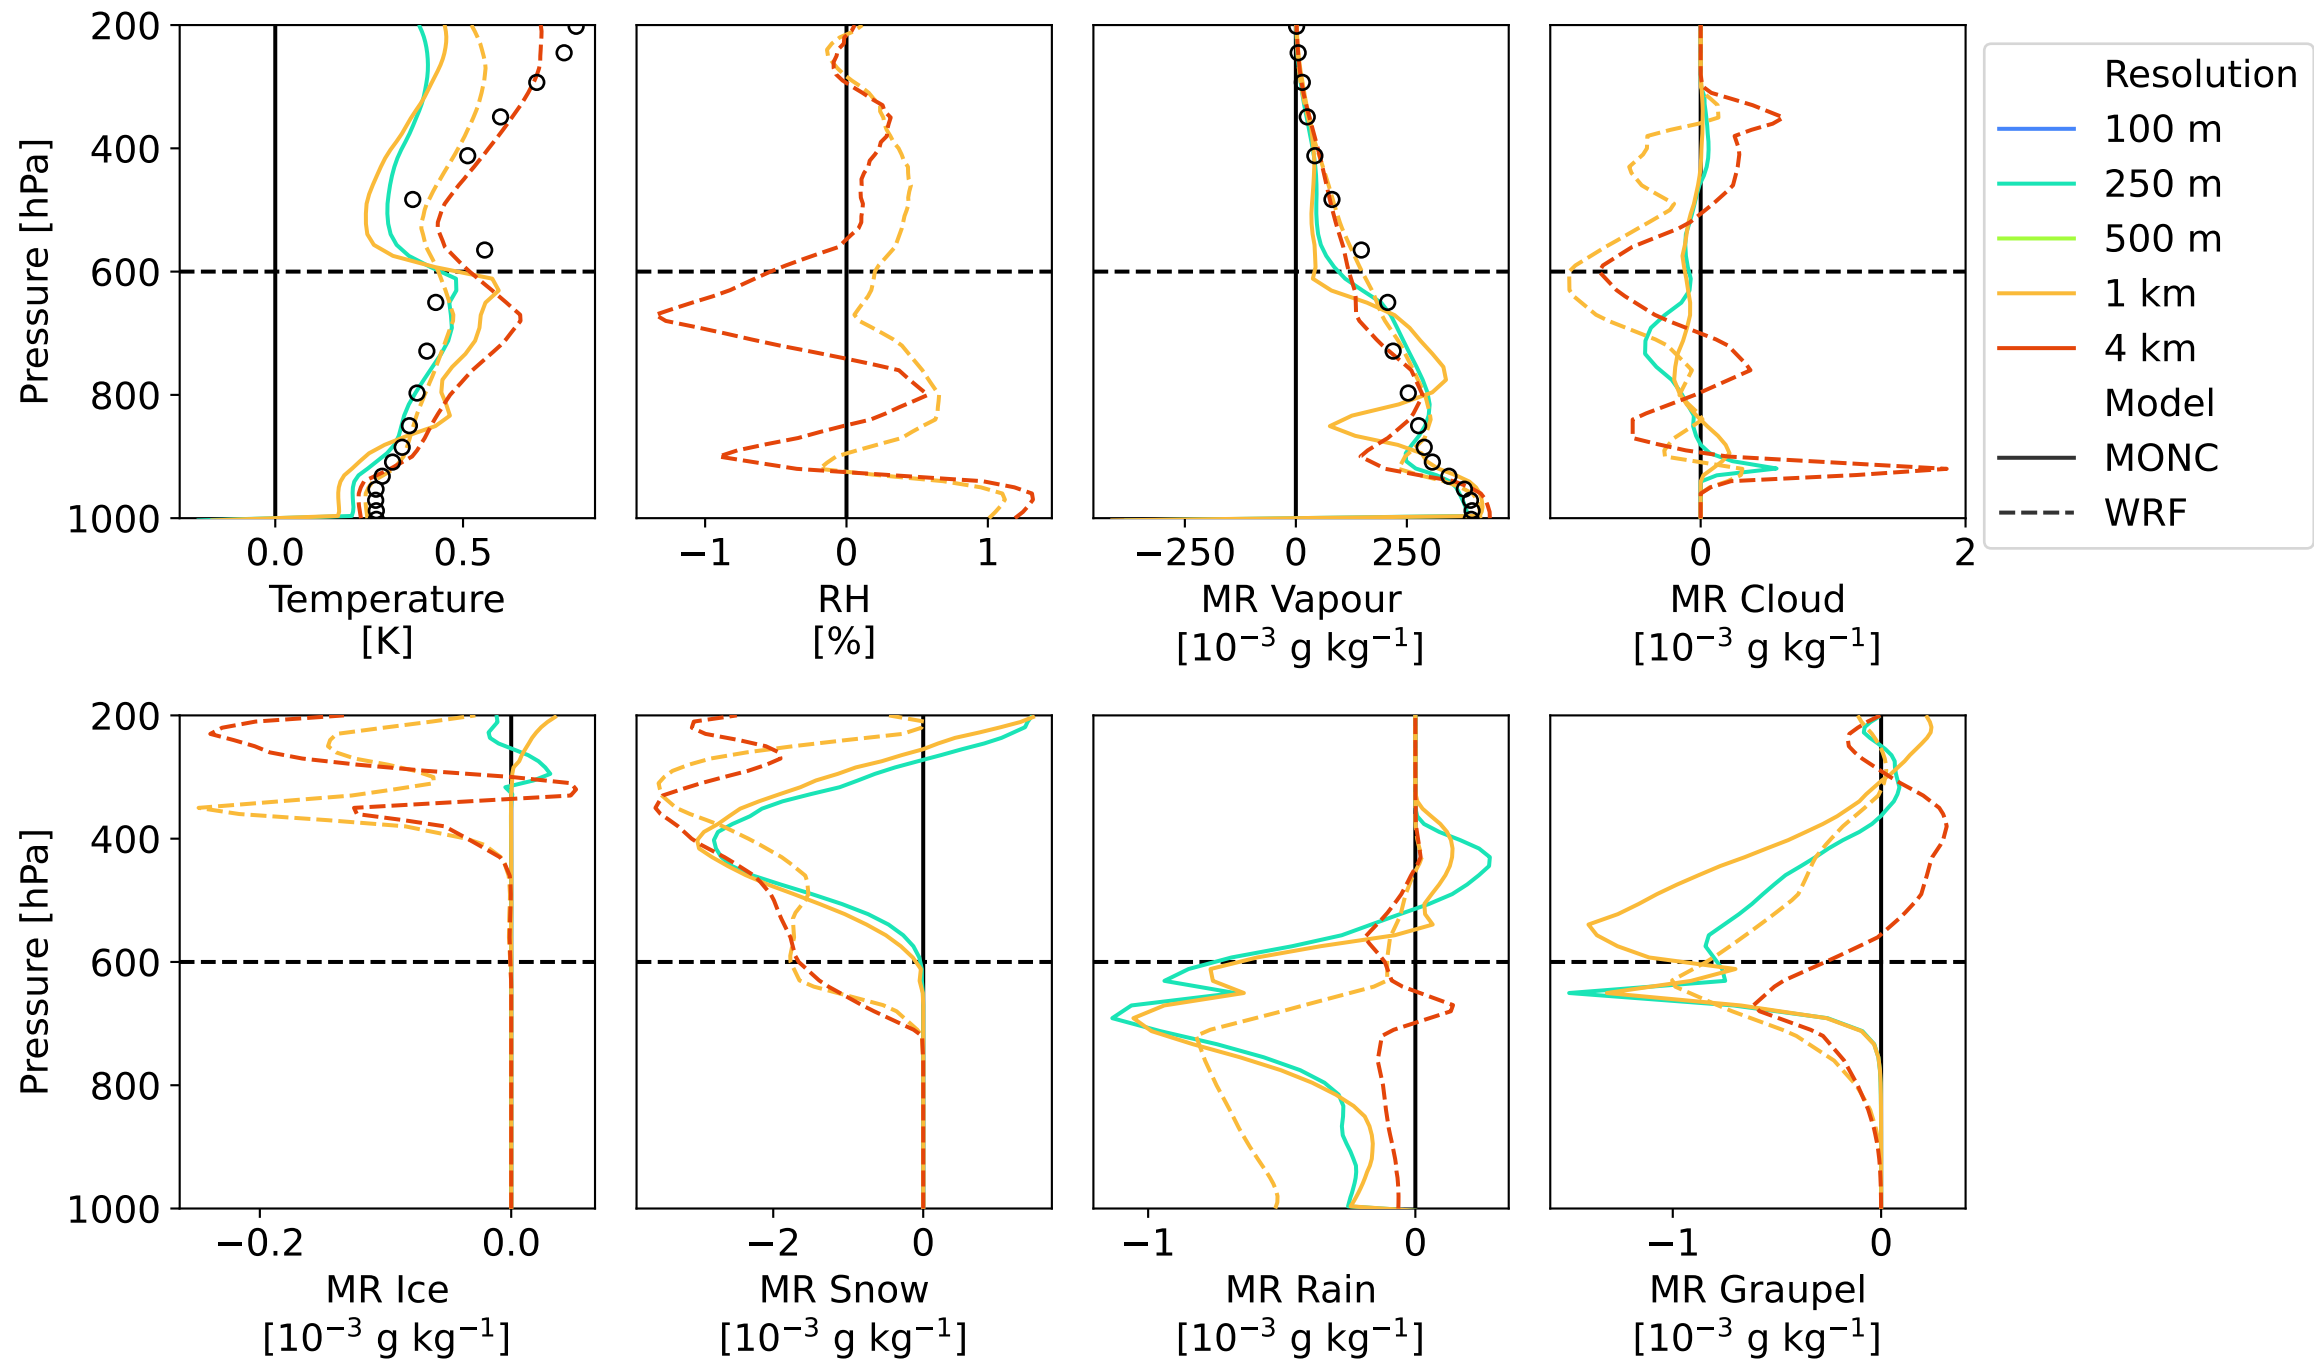 200
400
600
800
1000
Pressure [hPa]
0.0 0.5
Temperature
[K]
−1 0 1
RH
[%]
−250 0 250
MR Vapour
[10⁻³ g kg⁻¹]
0 2
MR Cloud
[10⁻³ g kg⁻¹]
Resolution
100 m
250 m
500 m
1 km
4 km
Model
MONC
WRF
200
400
600
800
1000
Pressure [hPa]
−0.2 0.0
MR Ice
[10⁻³ g kg⁻¹]
−2 0
MR Snow
[10⁻³ g kg⁻¹]
−1 0
MR Rain
[10⁻³ g kg⁻¹]
−1 0
MR Graupel
[10⁻³ g kg⁻¹]